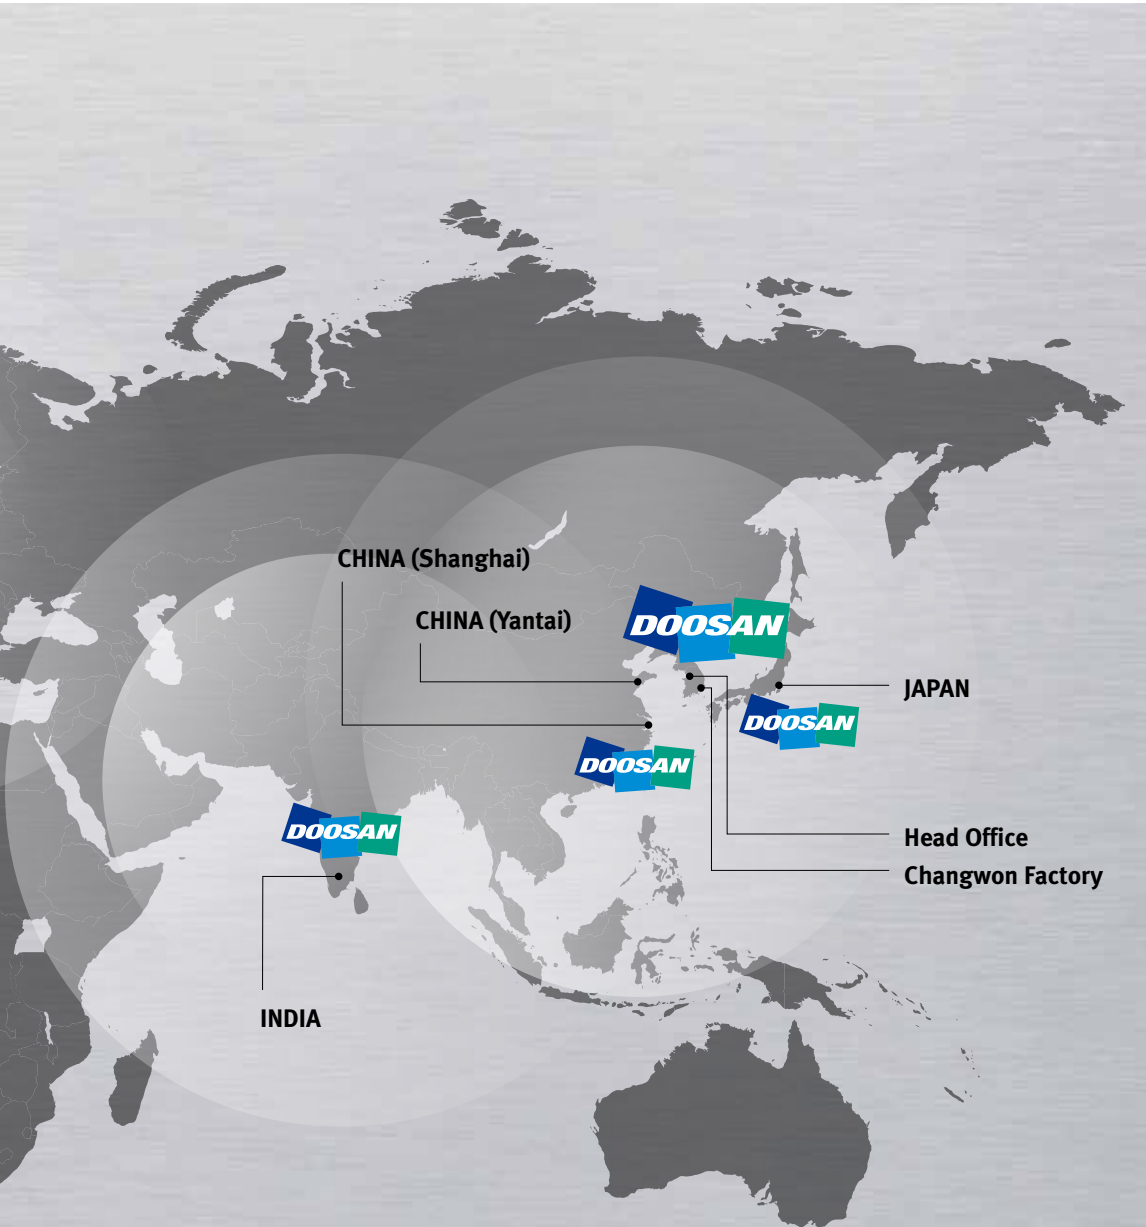 CHINA (Shanghai)
CHINA (Yantai)
DOOSAN
JAPAN
DOOSAN
DOOSAN
DOOSAN
Head Office
Changwon Factory
INDIA